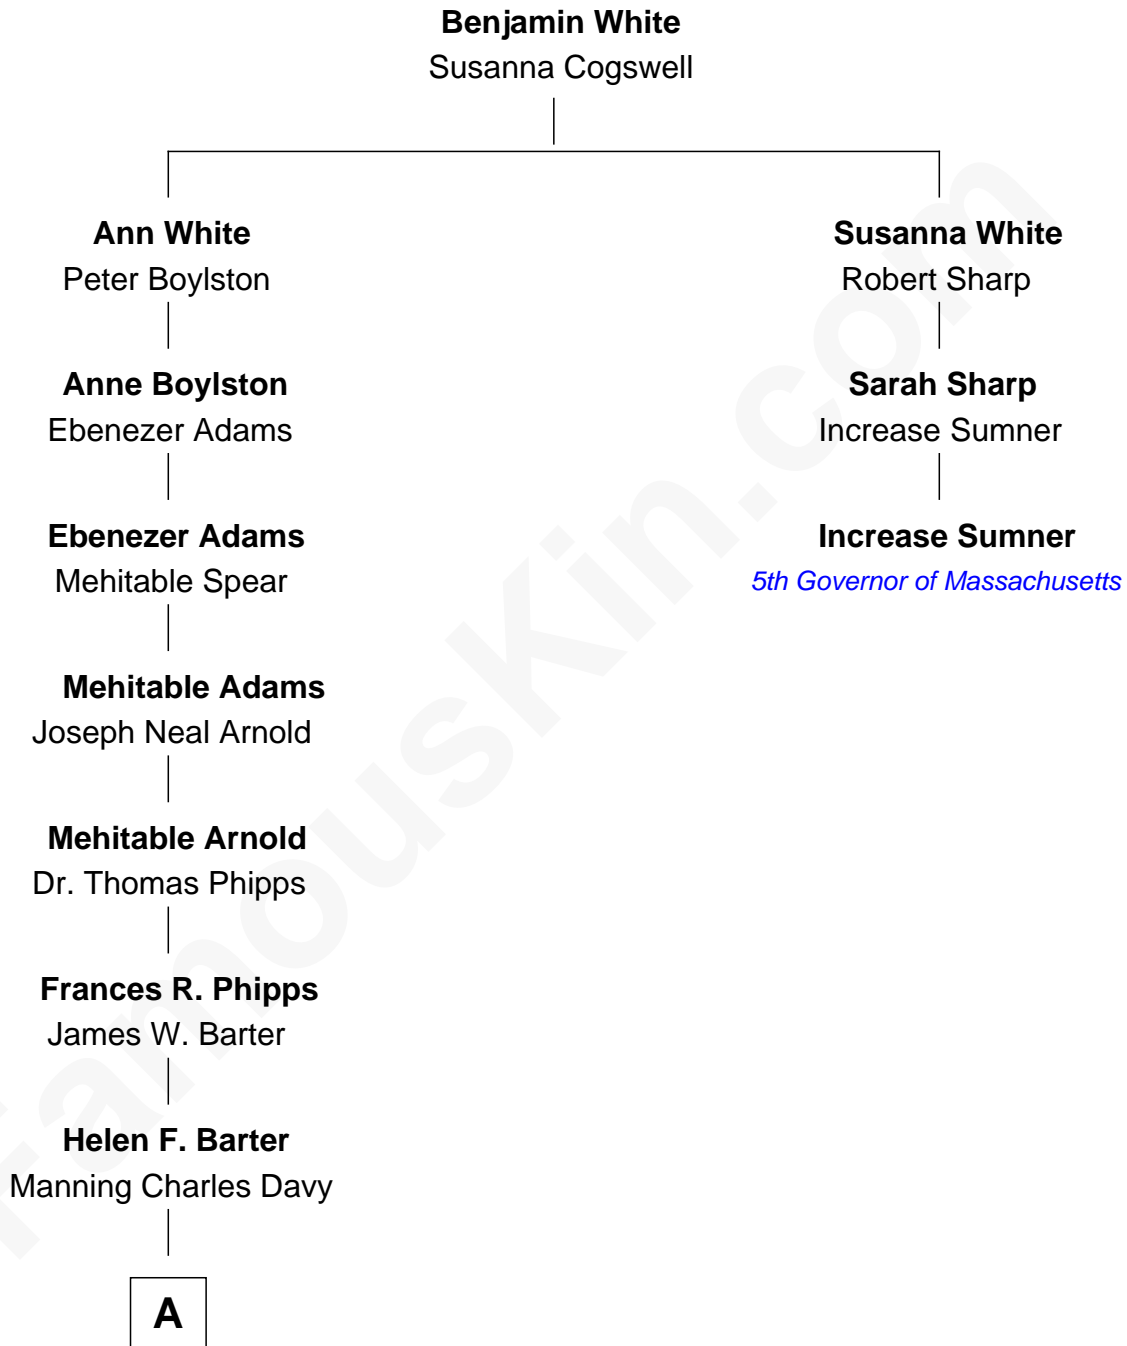 Benjamin White
Susanna Cogswell
Ann White
Peter Boylston
Susanna White
Robert Sharp
Anne Boylston
Ebenezer Adams
Sarah Sharp
Increase Sumner
Ebenezer Adams
Mehitable Spear
Increase Sumner
5th Governor of Massachusetts
Mehitable Adams
Joseph Neal Arnold
Mehitable Arnold
Dr. Thomas Phipps
Frances R. Phipps
James W. Barter
Helen F. Barter
Manning Charles Davy
A
FamousKin.com